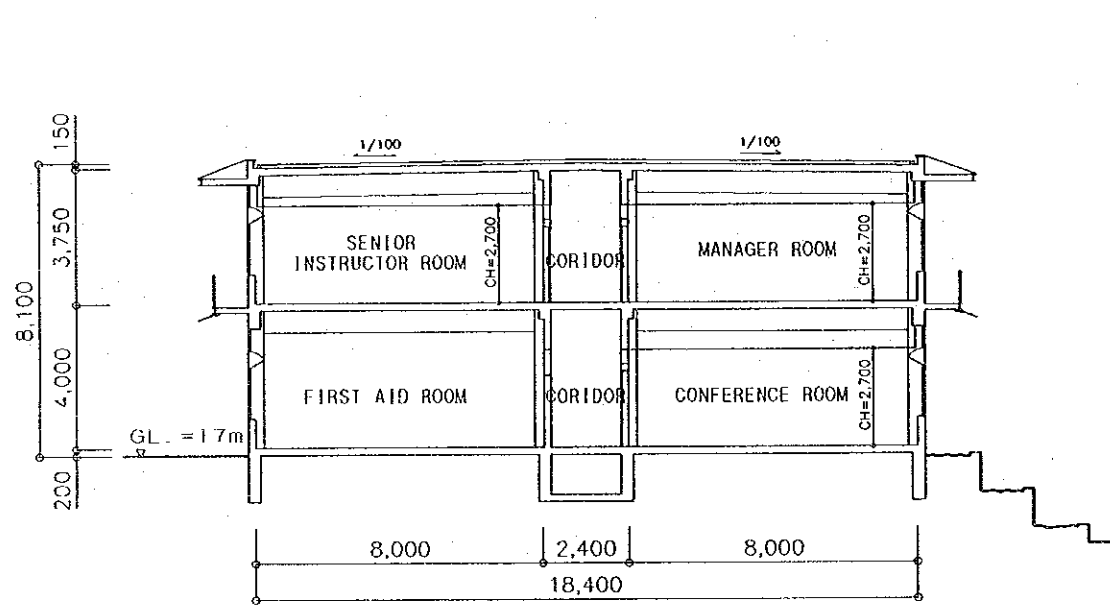 150
1/100
1/100
3,750
SENIOR
INSTRUCTOR ROOM
CH=2,700
CORIDOR
MANAGER ROOM
CH=2,700
8,100
4,000
FIRST AID ROOM
CORIDOR
CONFERENCE ROOM
CH=2,700
GL.=17m
200
8,000
2,400
8,000
18,400